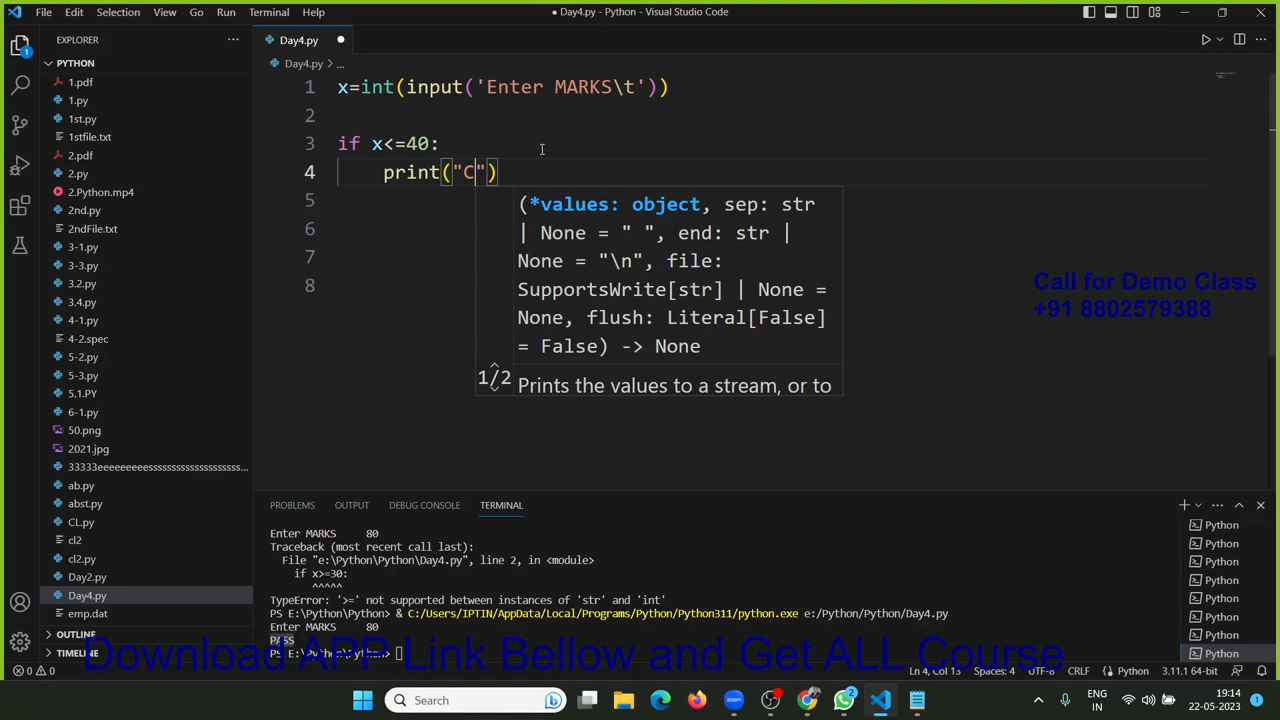 File Edit Selection View Go Run Terminal Help
● Day4.py - Python - Visual Studio Code
EXPLORER
PYTHON
1.pdf
1.py
1st.py
1stfile.txt
2.pdf
2.py
2.Python.mp4
2nd.py
2ndFile.txt
3-1.py
3-3.py
3.2.py
3.4.py
4-1.py
4-2.spec
5-2.py
5-3.py
5.1.PY
6-1.py
50.png
2021.jpg
ab.py
abst.py
CL.py
cl2
cl2.py
Day2.py
Day4.py
emp.dat
OUTLINE
TIMELINE
1
Day4.py
Day4.py > ...
1 x=int(input('Enter MARKS\t'))
2
3 if x<=40:
4 print("C")
5
6
7
8
(*values: object, sep: str
| None = " ", end: str |
None = "\n", file:
SupportsWrite[str] | None =
None, flush: Literal[False]
= False) -> None
1/2
Prints the values to a stream, or to
Call for Demo Class
+91 8802579388
PROBLEMS OUTPUT DEBUG CONSOLE TERMINAL
Enter MARKS 80
Traceback (most recent call last):
File "e:\Python\Python\Day4.py", line 2, in <module>
if x>=30:
^^^^^
TypeError: '>=' not supported between instances of 'str' and 'int'
PS E:\Python\Python> & C:/Users/IPTIN/AppData/Local/Programs/Python/Python311/python.exe e:/Python/Python/Day4.py
Enter MARKS 80
PASS
PS E:\Python\Python>
Python
Python
Python
Python
Python
Python
Python
Python
Download APP Link Bellow and Get ALL Course
0 0
Ln 4, Col 13 Spaces: 4 UTF-8 CRLF Python 3.11.1 64-bit
Search
2
ENG
IN
19:14
22-05-2023